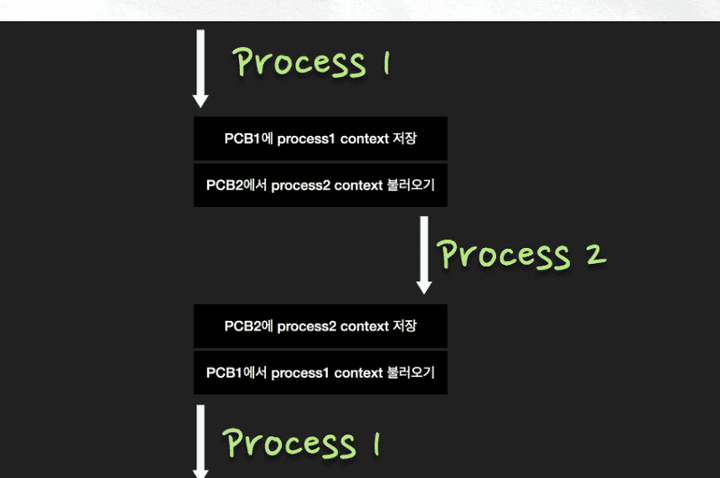 Process 1
PCB1에 process1 context 저장
PCB2에서 process2 context 불러오기
Process 2
PCB2에 process2 context 저장
PCB1에서 process1 context 불러오기
Process 1